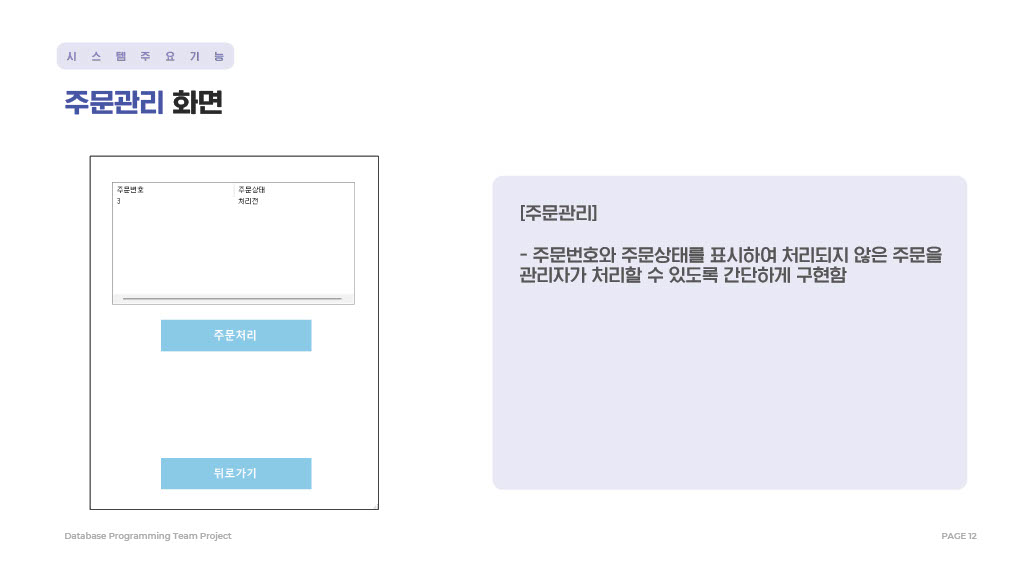 시스템주요기능
주문관리 화면
주문번호 주문상태
3 처리전
주문처리
뒤로가기
[주문관리]
- 주문번호와 주문상태를 표시하여 처리되지 않은 주문을
관리자가 처리할 수 있도록 간단하게 구현함
Database Programming Team Project
PAGE 12